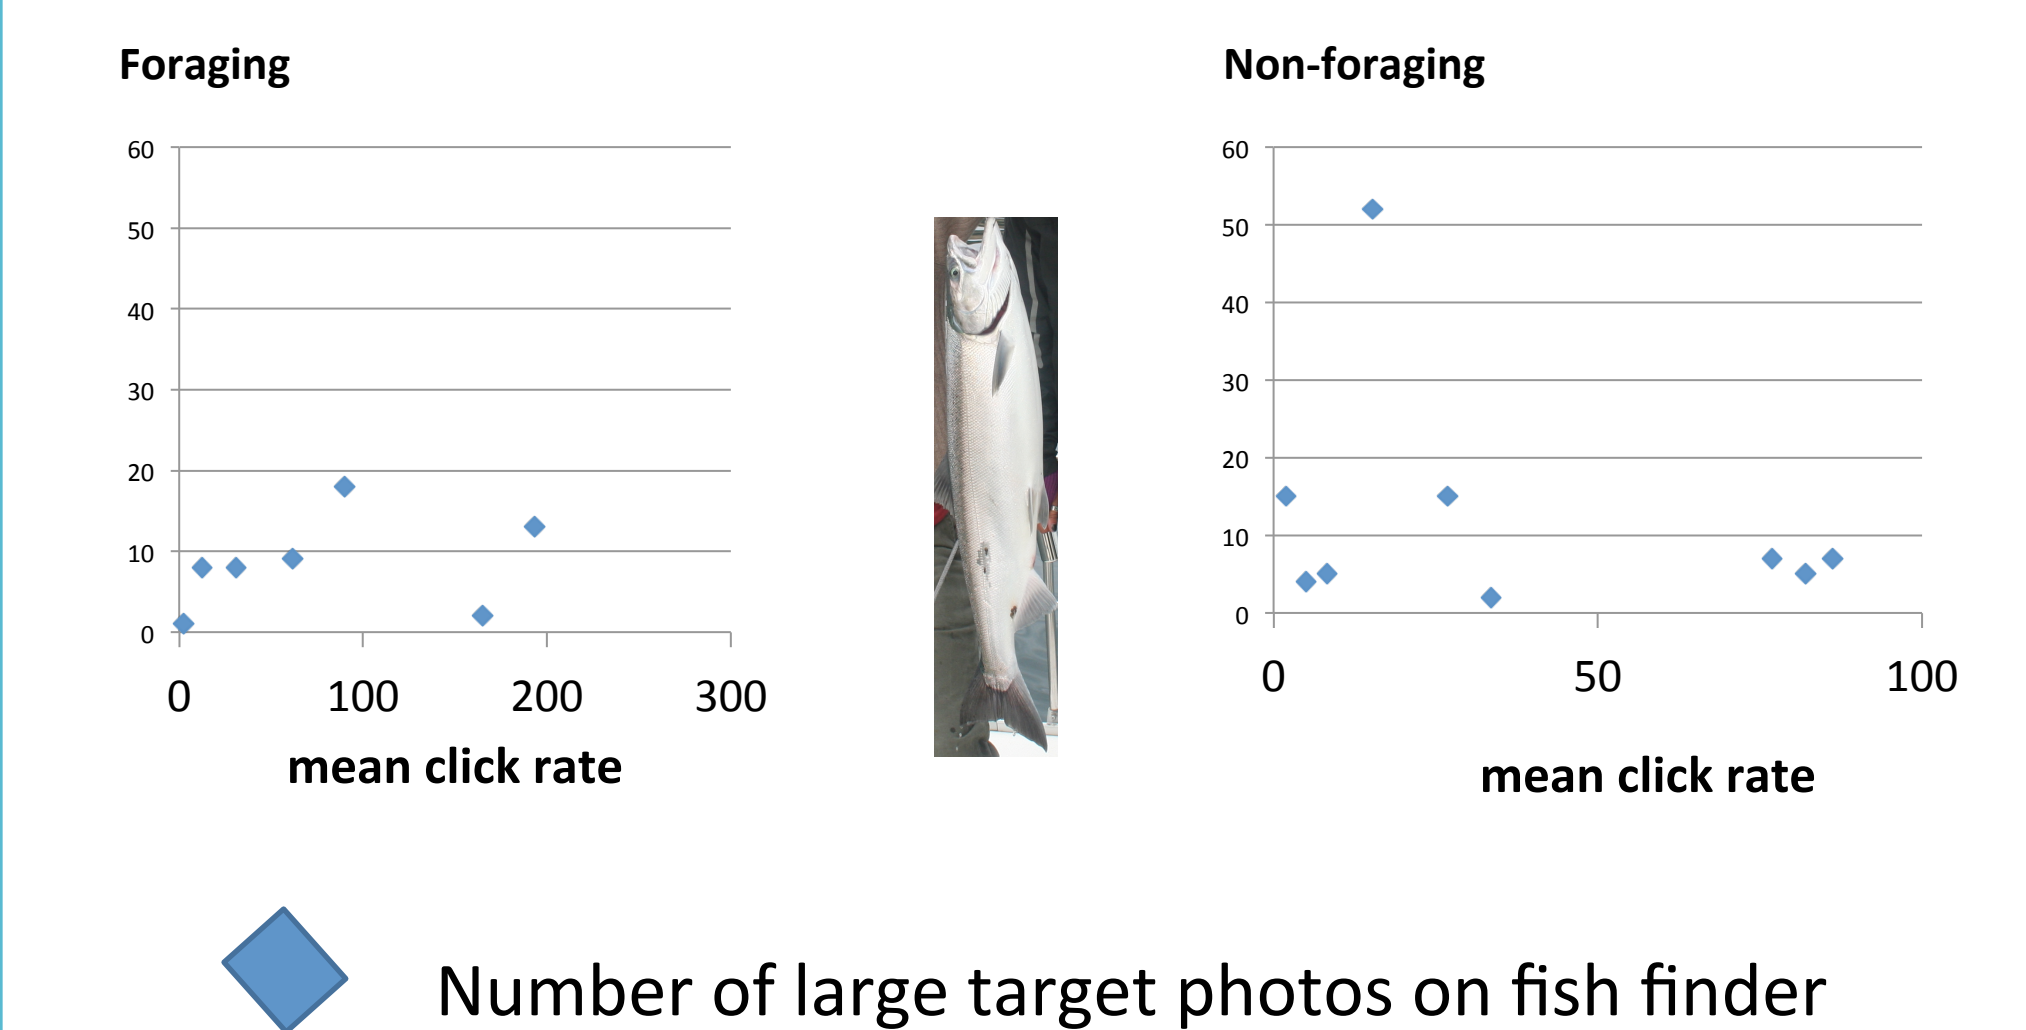 Foraging
60
50
40
30
20
10
0
0 100 200 300
mean click rate
Non-foraging
60
50
40
30
20
10
0
0 50 100
mean click rate
Number of large target photos on fish finder